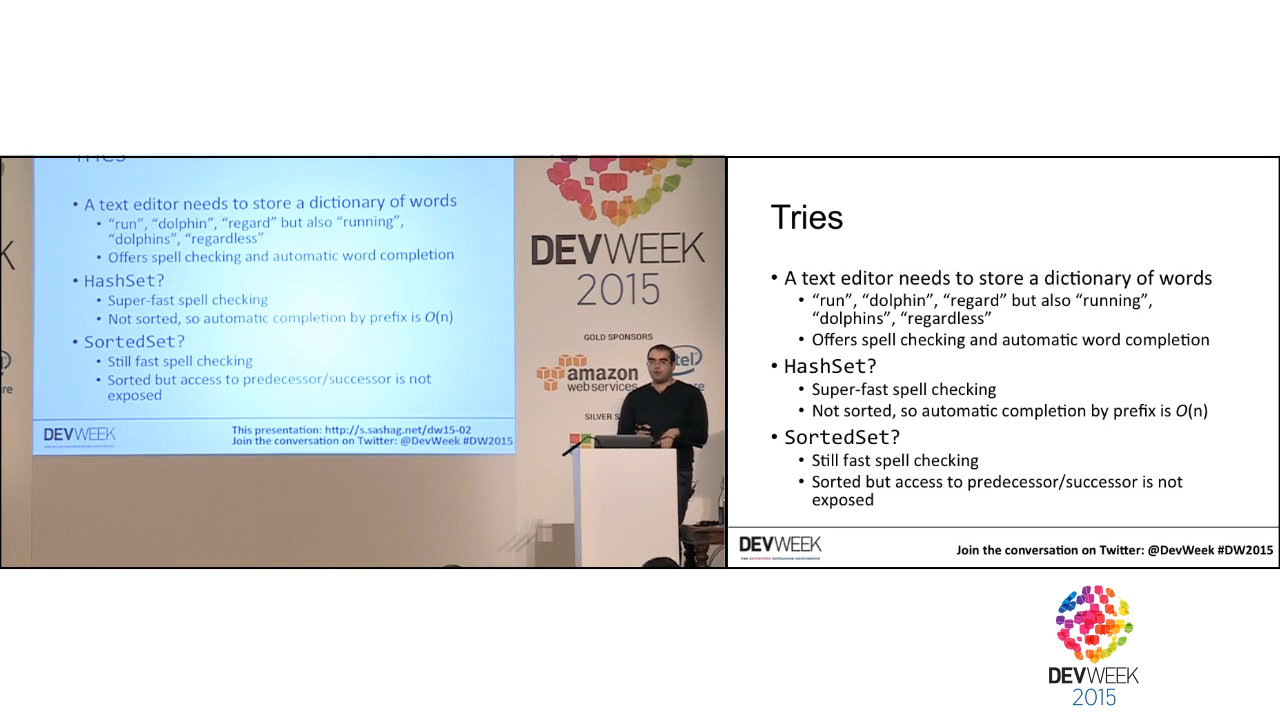 Tries
• A text editor needs to store a dictionary of words
• “run”, “dolphin”, “regard” but also “running”,
“dolphins”, “regardless”
• Offers spell checking and automatic word completion
• HashSet?
• Super-fast spell checking
• Not sorted, so automatic completion by prefix is O(n)
• SortedSet?
• Still fast spell checking
• Sorted but access to predecessor/successor is not
exposed
DEVWEEK
This presentation: http://s.sashag.net/dw15-02
Join the conversation on Twitter: @DevWeek #DW2015
DEVWEEK
2015
GOLD SPONSORS
amazon
webservices
intel
SILVER S
Tries
• A text editor needs to store a dictionary of words
• “run”, “dolphin”, “regard” but also “running”,
“dolphins”, “regardless”
• Offers spell checking and automatic word completion
• HashSet?
• Super-fast spell checking
• Not sorted, so automatic completion by prefix is O(n)
• SortedSet?
• Still fast spell checking
• Sorted but access to predecessor/successor is not
exposed
DEVWEEK
Join the conversation on Twitter: @DevWeek #DW2015
DEVWEEK
2015